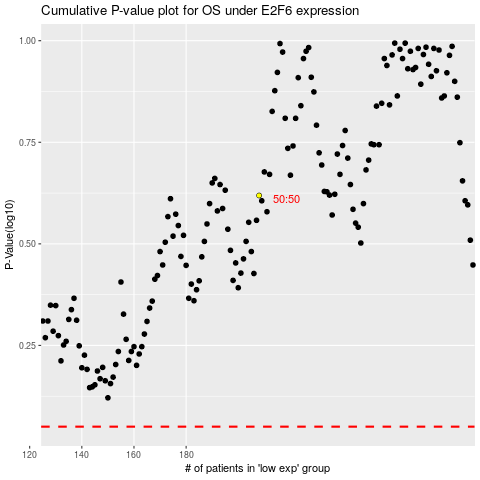 Cumulative P-value plot for OS under E2F6 expression
1.00
0.75
0.50
0.25
P-Value(log10)
50:50
120 140 160 180
# of patients in 'low exp' group